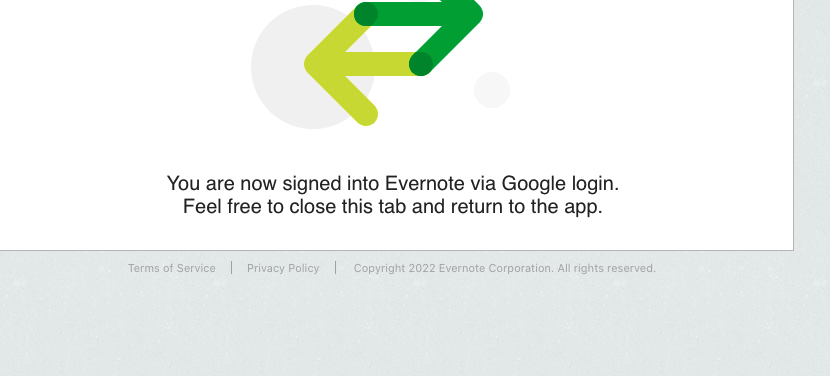 You are now signed into Evernote via Google login.
Feel free to close this tab and return to the app.
Terms of Service | Privacy Policy | Copyright 2022 Evernote Corporation. All rights reserved.